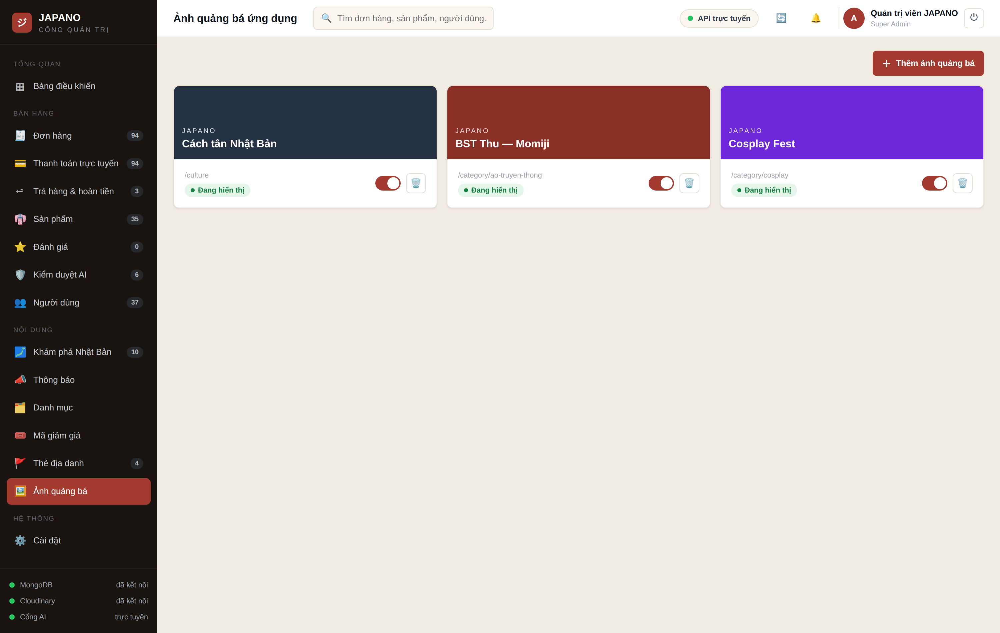 ジ
JAPANO
CỔNG QUẢN TRỊ
TỔNG QUAN
Bảng điều khiển
BÁN HÀNG
Đơn hàng 94
Thanh toán trực tuyến 94
Trả hàng & hoàn tiền 3
Sản phẩm 35
Đánh giá 0
Kiểm duyệt AI 6
Người dùng 37
NỘI DUNG
Khám phá Nhật Bản 10
Thông báo
Danh mục
Mã giảm giá
Thẻ địa danh 4
Ảnh quảng bá
HỆ THỐNG
Cài đặt
MongoDB đã kết nối
Cloudinary đã kết nối
Cổng AI trực tuyến
Ảnh quảng bá ứng dụng
Tìm đơn hàng, sản phẩm, người dùng.
API trực tuyến
A
Quản trị viên JAPANO
Super Admin
+ Thêm ảnh quảng bá
JAPANO
Cách tân Nhật Bản
/culture
Đang hiển thị
JAPANO
BST Thu — Momiji
/category/ao-truyen-thong
Đang hiển thị
JAPANO
Cosplay Fest
/category/cosplay
Đang hiển thị